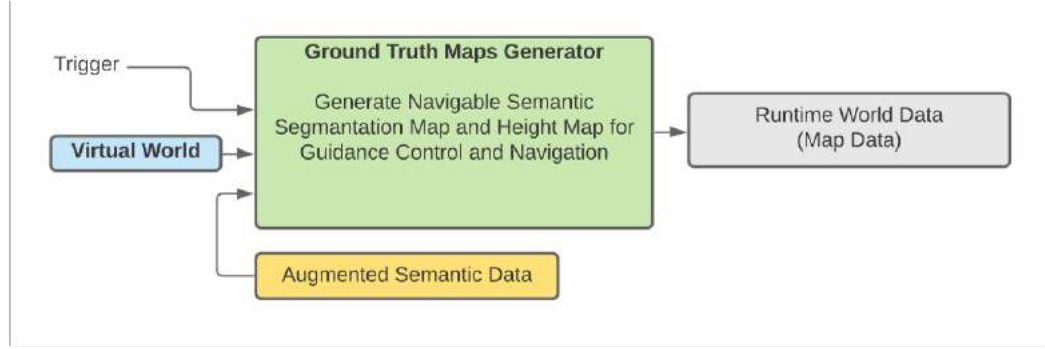 Ground Truth Maps Generator
Trigger
Generate Navigable Semantic
Segmantation Map and Height Map for
Guidance Control and Navigation
Virtual World
Runtime World Data
(Map Data)
Augmented Semantic Data